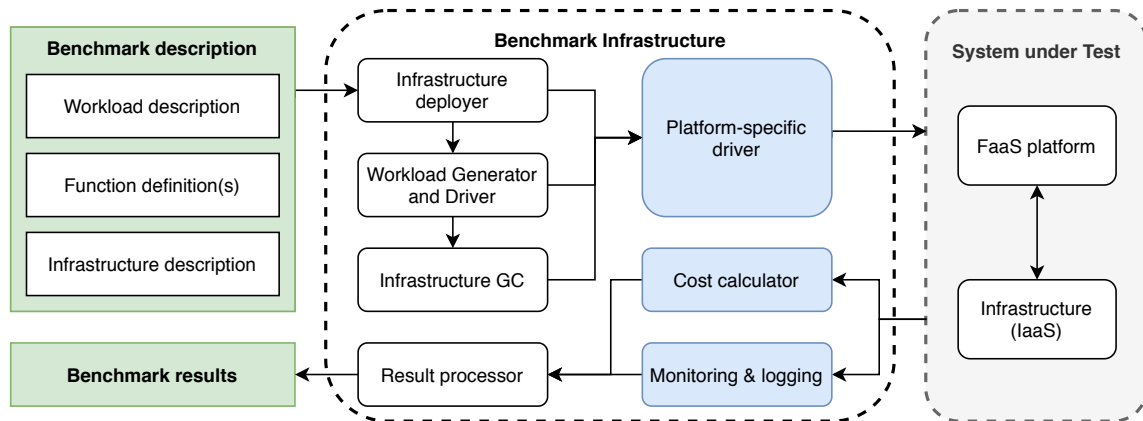 Benchmark description
Workload description
Function definition(s)
Infrastructure description
Benchmark results
Benchmark Infrastructure
Infrastructure
deployer
Workload Generator
and Driver
Infrastructure GC
Result processor
Platform-specific
driver
Cost calculator
Monitoring & logging
System under Test
FaaS platform
Infrastructure
(IaaS)